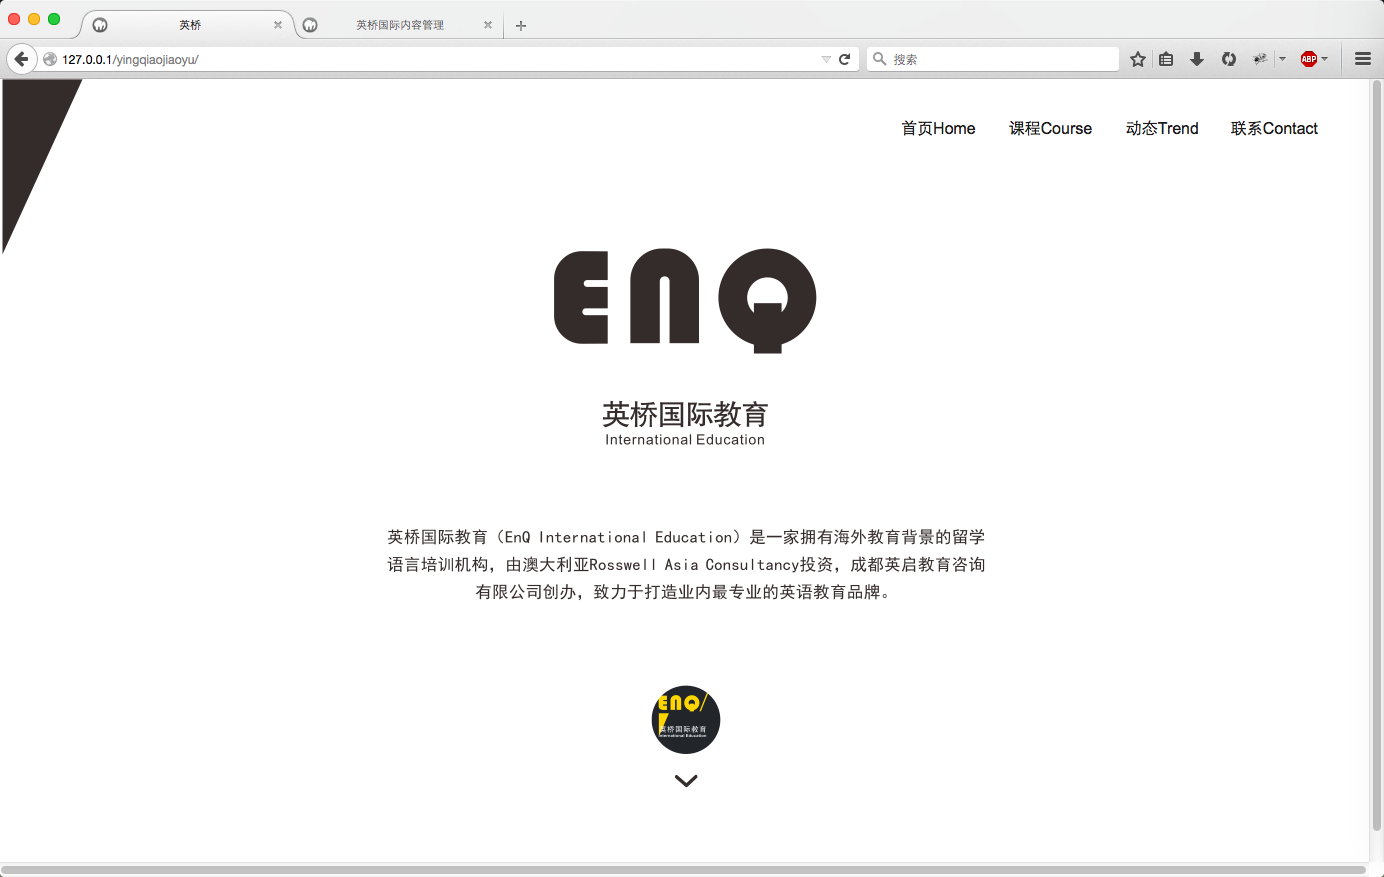 英桥
英桥国际内容管理
127.0.0.1/yingqiaojiaoyu/
搜索
ABP
首页Home
课程Course
动态Trend
联系Contact
ENQ
英桥国际教育
International Education
英桥国际教育（EnQ International Education）是一家拥有海外教育背景的留学
语言培训机构，由澳大利亚Rosswell Asia Consultancy投资，成都英启教育咨询
有限公司创办，致力于打造业内最专业的英语教育品牌。
ENQ
英桥国际教育
International Education